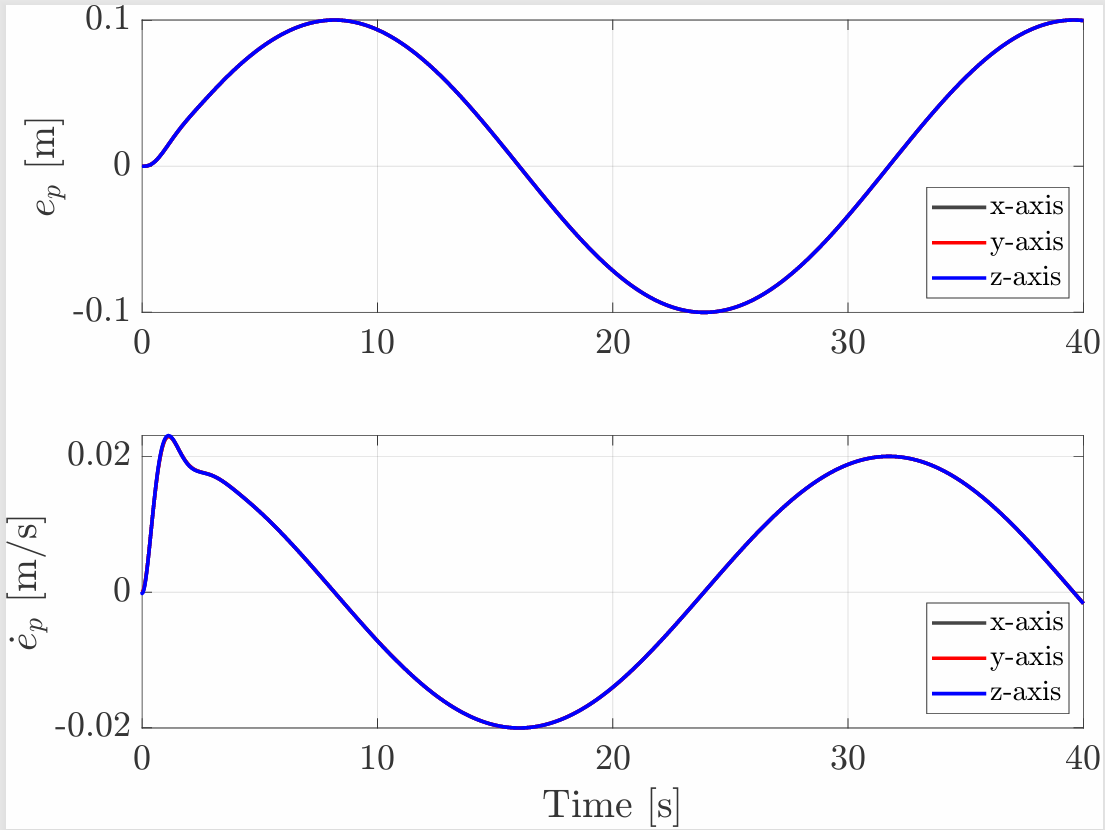 0.1
0
-0.1
e_p [m]
x-axis
y-axis
z-axis
0 10 20 30 40
0.02
0
-0.02
ė_p [m/s]
x-axis
y-axis
z-axis
0 10 20 30 40
Time [s]